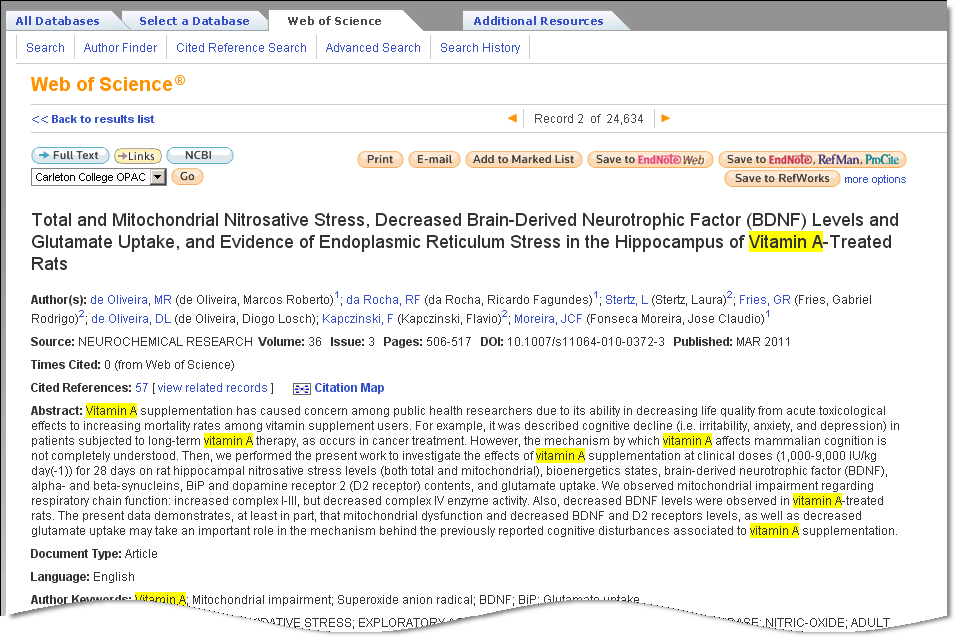 All Databases Select a Database Web of Science Additional Resources
Search Author Finder Cited Reference Search Advanced Search Search History
Web of Science®
<< Back to results list Record 2 of 24,634
Full Text Links NCBI Print E-mail Add to Marked List Save to EndNote Web Save to EndNote, RefMan, ProCite
Carleton College OPAC Go Save to RefWorks more options
Total and Mitochondrial Nitrosative Stress, Decreased Brain-Derived Neurotrophic Factor (BDNF) Levels and
Glutamate Uptake, and Evidence of Endoplasmic Reticulum Stress in the Hippocampus of Vitamin A-Treated
Rats
Author(s): de Oliveira, MR (de Oliveira, Marcos Roberto)1; da Rocha, RF (da Rocha, Ricardo Fagundes)1; Stertz, L (Stertz, Laura)2; Fries, GR (Fries, Gabriel
Rodrigo)2; de Oliveira, DL (de Oliveira, Diogo Losch); Kapczinski, F (Kapczinski, Flavio)2; Moreira, JCF (Fonseca Moreira, Jose Claudio)1
Source: NEUROCHEMICAL RESEARCH Volume: 36 Issue: 3 Pages: 506-517 DOI: 10.1007/s11064-010-0372-3 Published: MAR 2011
Times Cited: 0 (from Web of Science)
Cited References: 57 [ view related records ] Citation Map
Abstract: Vitamin A supplementation has caused concern among public health researchers due to its ability in decreasing life quality from acute toxicological
effects to increasing mortality rates among vitamin supplement users. For example, it was described cognitive decline (i.e. irritability, anxiety, and depression) in
patients subjected to long-term vitamin A therapy, as occurs in cancer treatment. However, the mechanism by which vitamin A affects mammalian cognition is
not completely understood. Then, we performed the present work to investigate the effects of vitamin A supplementation at clinical doses (1,000-9,000 IU/kg
day(-1)) for 28 days on rat hippocampal nitrosative stress levels (both total and mitochondrial), bioenergetics states, brain-derived neurotrophic factor (BDNF),
alpha- and beta-synucleins, BiP and dopamine receptor 2 (D2 receptor) contents, and glutamate uptake. We observed mitochondrial impairment regarding
respiratory chain function: increased complex I-III, but decreased complex IV enzyme activity. Also, decreased BDNF levels were observed in vitamin A-treated
rats. The present data demonstrates, at least in part, that mitochondrial dysfunction and decreased BDNF and D2 receptors levels, as well as decreased
glutamate uptake may take an important role in the mechanism behind the previously reported cognitive disturbances associated to vitamin A supplementation.
Document Type: Article
Language: English
Author Keywords: Vitamin A; Mitochondrial impairment; Superoxide anion radical; BDNF; BiP; Glutamate uptake
STRESS; NITRIC-OXIDE; ADULT